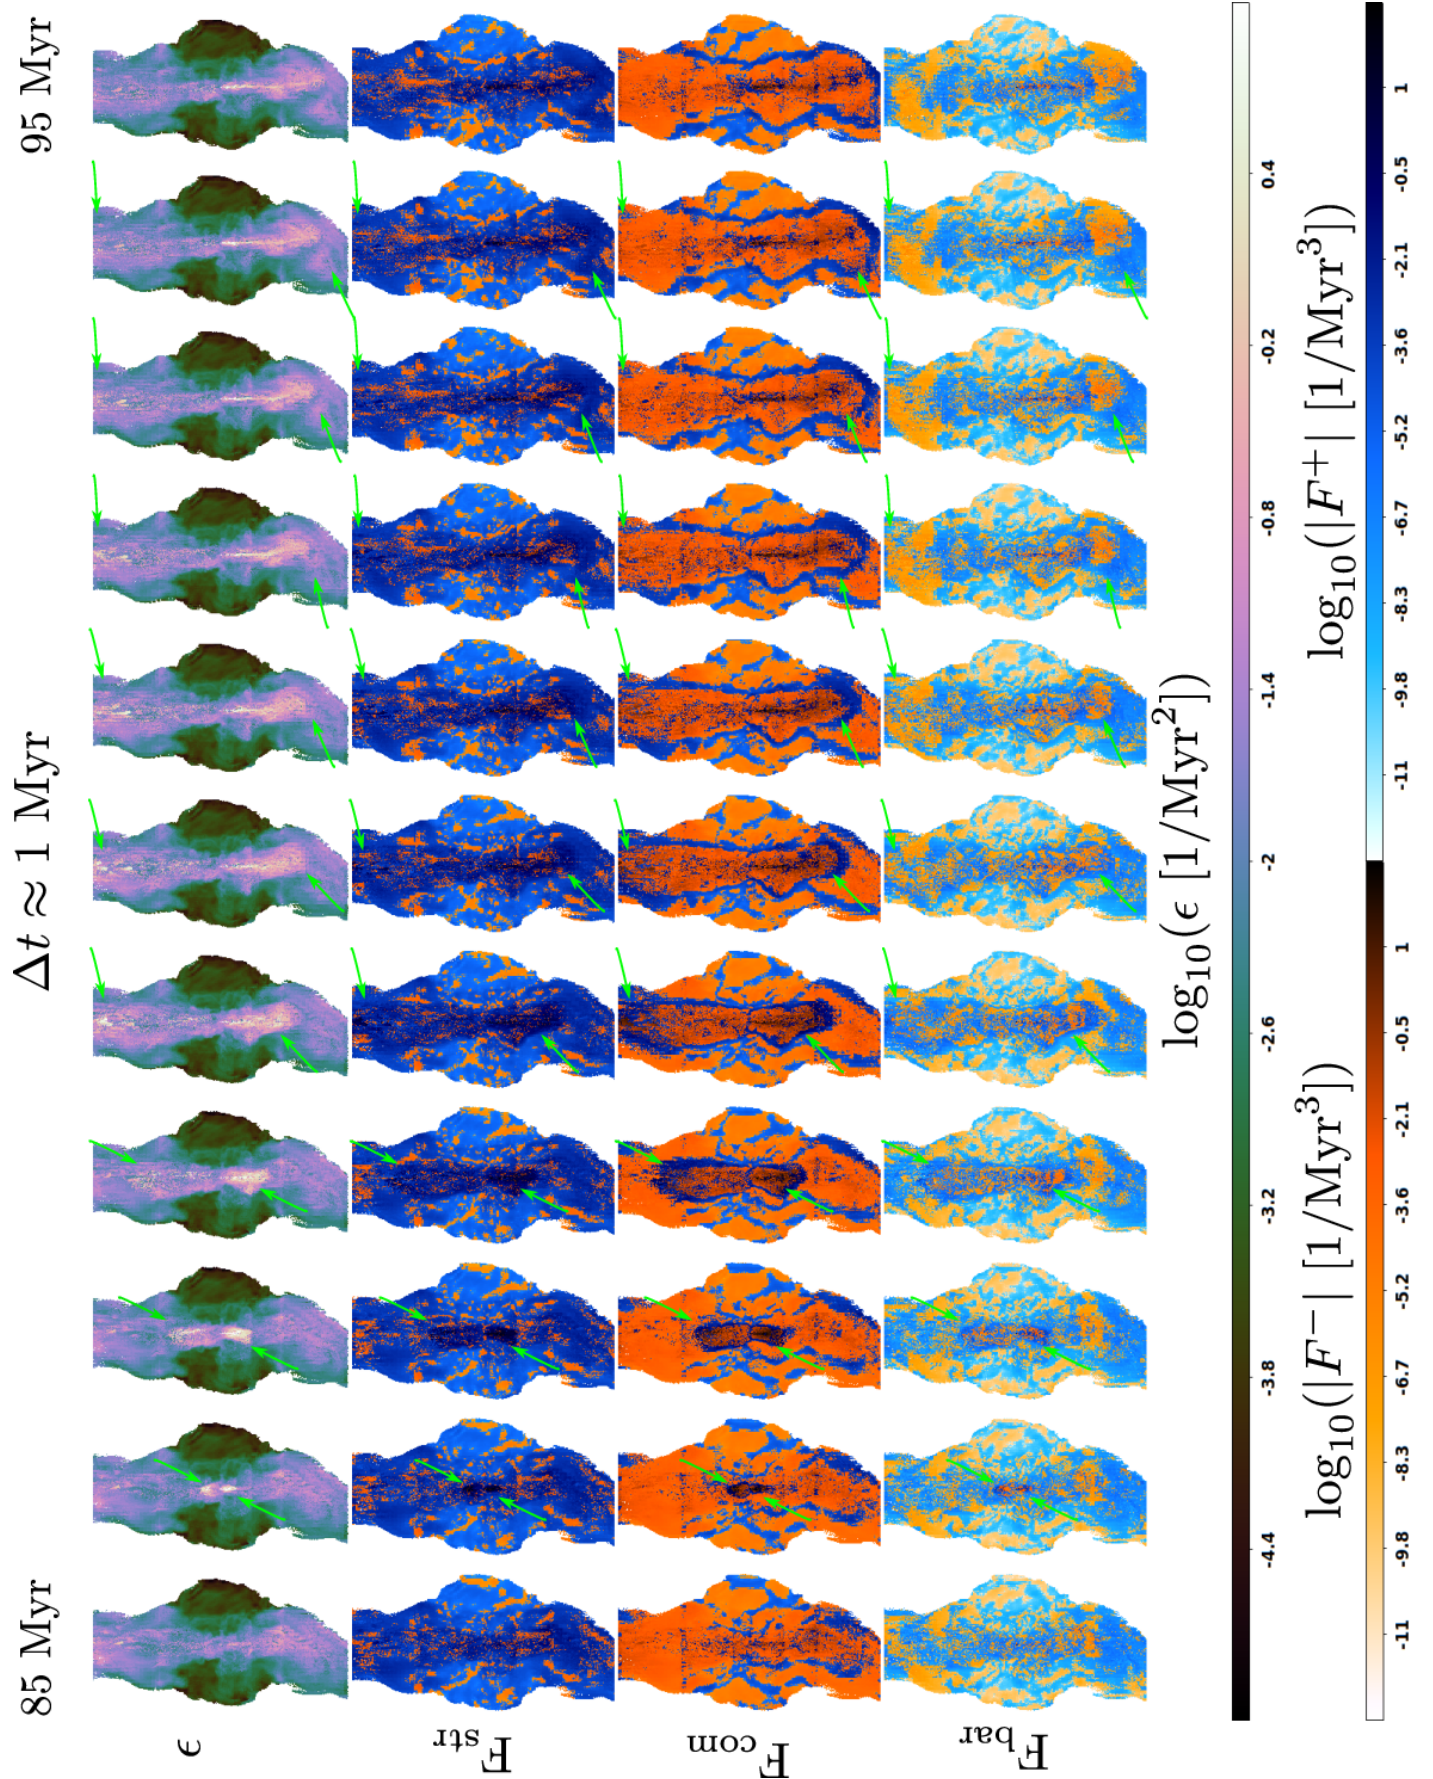 85 Myr
Δt ≈ 1 Myr
95 Myr
ϵ
F_str
F_com
F_bar
-4.4 -3.8 -3.2 -2.6 -2 -1.4 -0.8 -0.2 0.4
log₁₀(ϵ [1/Myr²])
log₁₀(|F⁻| [1/Myr³])
log₁₀(|F⁺| [1/Myr³])
-11 -9.8 -8.3 -6.7 -5.2 -3.6 -2.1 -0.5 1
-11 -9.8 -8.3 -6.7 -5.2 -3.6 -2.1 -0.5 1